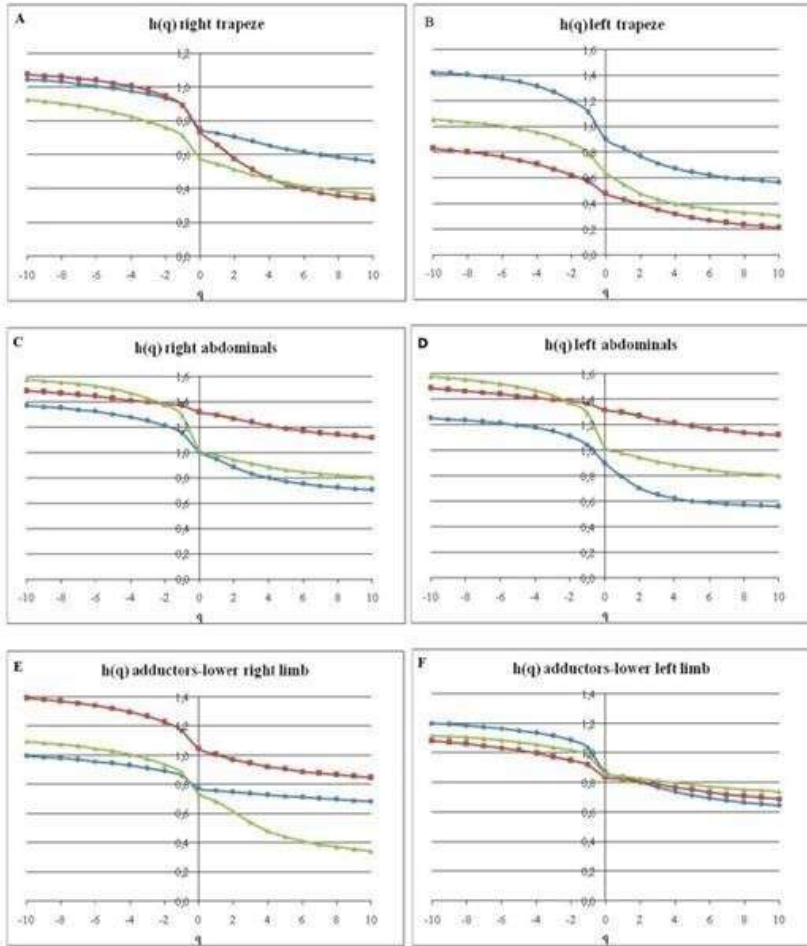 A
h(q) right trapeze
1,2
1,0
0,8
0,6
0,4
0,2
0,0
-10 -8 -6 -4 -2 0 2 4 6 8 10
q
B
h(q) left trapeze
1,6
1,4
1,2
1,0
0,8
0,6
0,4
0,2
0,0
-10 -8 -6 -4 -2 0 2 4 6 8 10
q
C
h(q) right abdominals
1,6
1,4
1,2
1,0
0,8
0,6
0,4
0,2
0,0
-10 -8 -6 -4 -2 0 2 4 6 8 10
q
D
h(q) left abdominals
1,6
1,4
1,2
1,0
0,8
0,6
0,4
0,2
0,0
-10 -8 -6 -4 -2 0 2 4 6 8 10
q
E
h(q) adductors-lower right limb
1,4
1,2
1,0
0,8
0,6
0,4
0,2
0,0
-10 -8 -6 -4 -2 0 2 4 6 8 10
q
F
h(q) adductors-lower left limb
1,4
1,2
1,0
0,8
0,6
0,4
0,2
0,0
-10 -8 -6 -4 -2 0 2 4 6 8 10
q